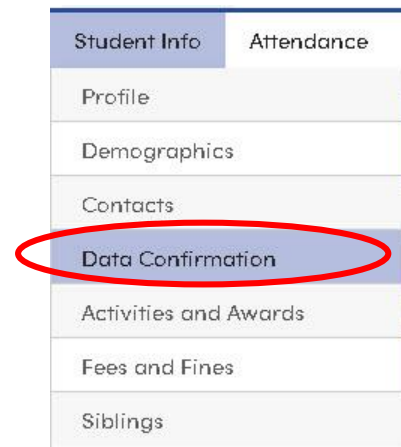 Student Info Attendance
Profile
Demographics
Contacts
Data Confirmation
Activities and Awards
Fees and Fines
Siblings